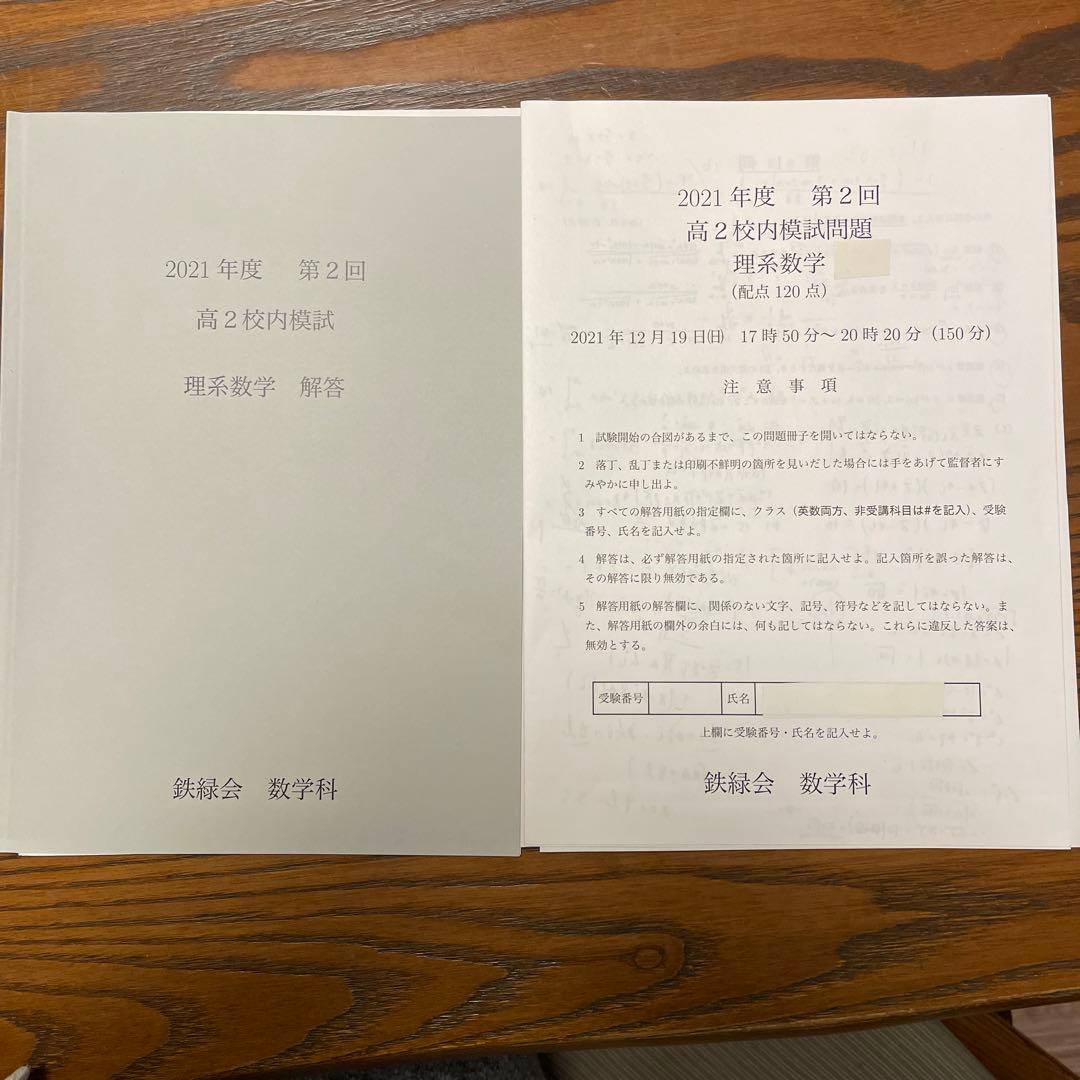 2021 年度 第2回
高2校内模試
理系数学 解答
鉄緑会 数学科
2021 年度 第2回
高2校内模試問題
理系数学
(配点 120 点)
2021 年 12 月 19 日(日) 17 時 50 分〜 20 時 20 分 (150 分)
注 意 事 項
1 試験開始の合図があるまで、この問題冊子を開いてはならない。
2 落丁、乱丁または印刷不鮮明の箇所を見いだした場合には手をあげて監督者にす
みやかに申し出よ。
3 すべての解答用紙の指定欄に、クラス (英数両方、非受講科目は#を記入)、受験
番号、氏名を記入せよ。
4 解答は、必ず解答用紙の指定された箇所に記入せよ。記入箇所を誤った解答は、
その解答に限り無効である。
5 解答用紙の解答欄に、関係のない文字、記号、符号などを記してはならない。ま
た、解答用紙の欄外の余白には、何も記してはならない。これらに違反した答案は、
無効とする。
受験番号 氏名
上欄に受験番号・氏名を記入せよ。
鉄緑会 数学科